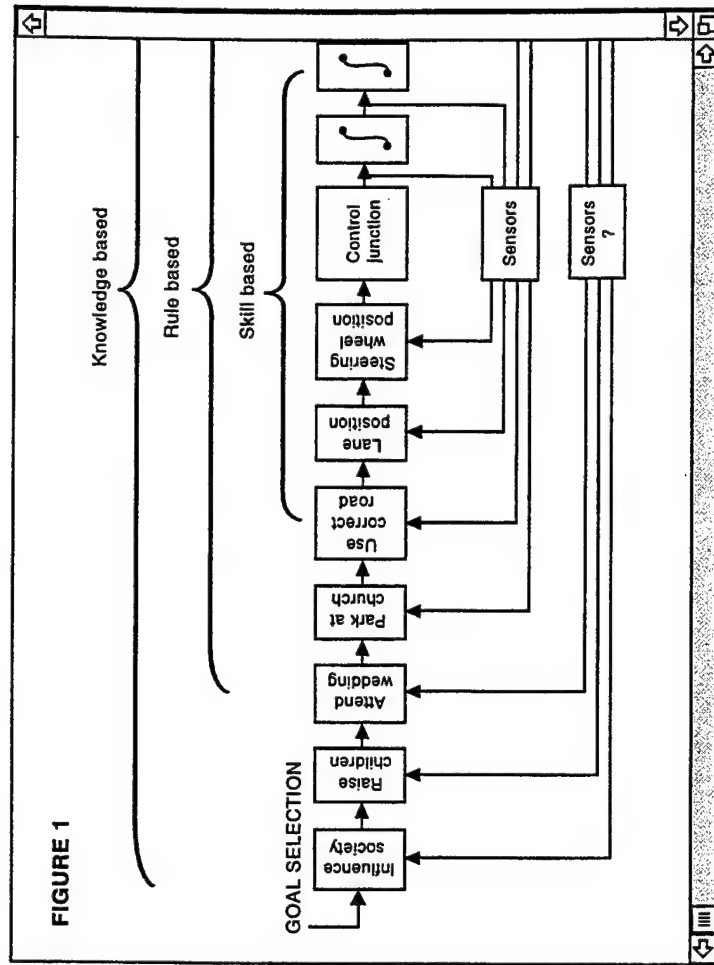 FIGURE 1
Knowledge based
Rule based
Skill based
GOAL SELECTION
Influence
society
Raise
children
Attend
wedding
Park at
church
Use
correct
road
Lane
position
Steering
wheel
position
Control
junction
Sensors
Sensors
?